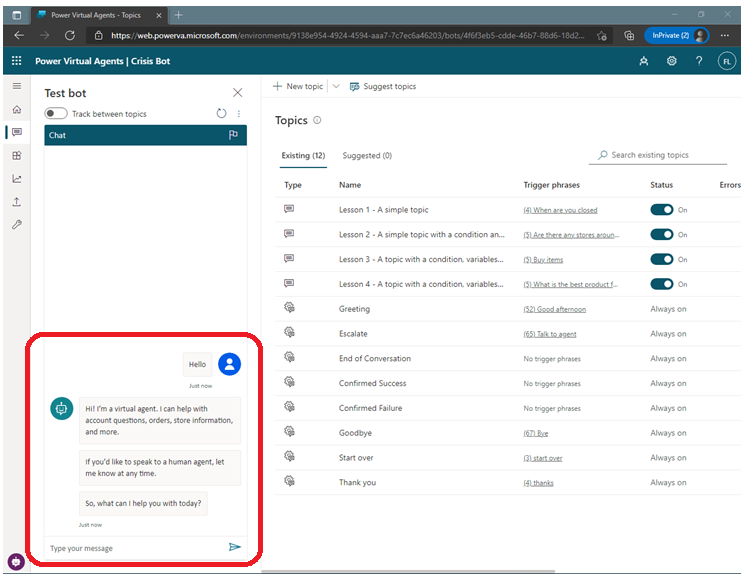 Power Virtual Agents - Topics
https://web.powerva.microsoft.com/environments/9138e954-4924-4594-aaa7-7c7ec6a46203/bots/4f6f3eb5-cdde-46b7-88d6-18d2...
InPrivate (2)
Power Virtual Agents | Crisis Bot
FL
Test bot
Track between topics
Chat
Hello
Just now
Hi! I'm a virtual agent. I can help with
account questions, orders, store information,
and more.
If you'd like to speak to a human agent, let
me know at any time.
So, what can I help you with today?
Just now
Type your message
New topic
Suggest topics
Topics
Existing (12) Suggested (0)
Search existing topics
Type Name Trigger phrases Status Errors
Lesson 1 - A simple topic (4) When are you closed On
Lesson 2 - A simple topic with a condition an... (5) Are there any stores aroun... On
Lesson 3 - A topic with a condition, variables... (5) Buy items On
Lesson 4 - A topic with a condition, variables... (5) What is the best product f... On
Greeting (52) Good afternoon Always on
Escalate (65) Talk to agent Always on
End of Conversation No trigger phrases Always on
Confirmed Success No trigger phrases Always on
Confirmed Failure No trigger phrases Always on
Goodbye (67) Bye Always on
Start over (3) start over Always on
Thank you (4) thanks Always on